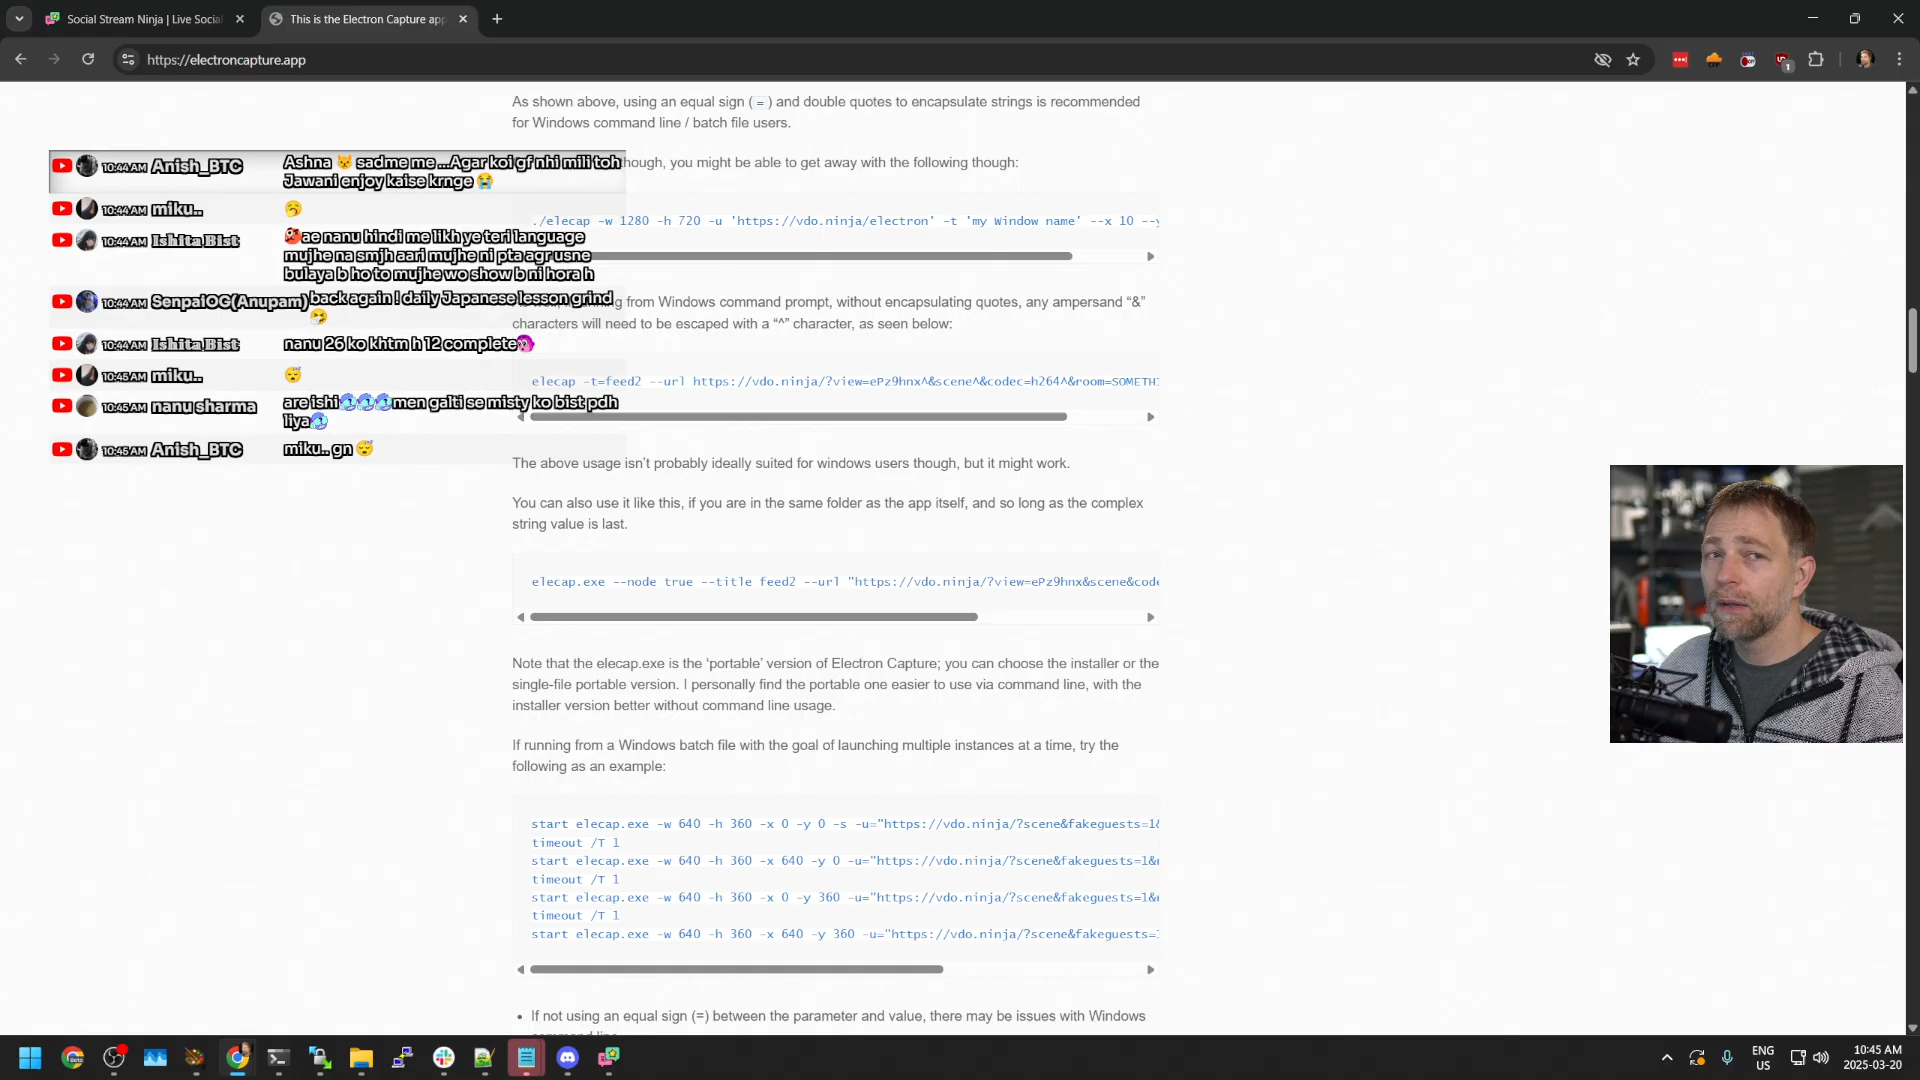 Social Stream Ninja | Live Social
This is the Electron Capture app
https://electroncapture.app
As shown above, using an equal sign ( = ) and double quotes to encapsulate strings is recommended
for Windows command line / batch file users.
though, you might be able to get away with the following though:
10:44 AM Anish_BTC Ashna 😾 sadme me ...Agar koi gf nhi mili toh
Jawani enjoy kaise krnge 😭
10:44 AM miku.. 🥱
./elecap -w 1280 -h 720 -u 'https://vdo.ninja/electron' -t 'my Window name' --x 10 --y
10:44 AM Ishita Bist ae nanu hindi me likh ye teri language
mujhe na smjh aari mujhe ni pta agr usne
bulaya b ho to mujhe wo show b ni hora h
10:44 AM SenpaiOG(Anupam) back again ! daily Japanese lesson grind
🤧
from Windows command prompt, without encapsulating quotes, any ampersand “&”
characters will need to be escaped with a “^” character, as seen below:
10:44 AM Ishita Bist nanu 26 ko khtm h 12 complete
10:45 AM miku.. 😴
elecap -t=feed2 --url https://vdo.ninja/?view=ePz9hnx^&scene^&codec=h264^&room=SOMETHI
10:45 AM nanu sharma are ishi men galti se misty ko bist pdh
liya
10:45 AM Anish_BTC miku.. gn 😴
The above usage isn’t probably ideally suited for windows users though, but it might work.
You can also use it like this, if you are in the same folder as the app itself, and so long as the complex
string value is last.
elecap.exe --node true --title feed2 --url "https://vdo.ninja/?view=ePz9hnx&scene&code
Note that the elecap.exe is the ‘portable’ version of Electron Capture; you can choose the installer or the
single-file portable version. I personally find the portable one easier to use via command line, with the
installer version better without command line usage.
If running from a Windows batch file with the goal of launching multiple instances at a time, try the
following as an example:
start elecap.exe -w 640 -h 360 -x 0 -y 0 -s -u="https://vdo.ninja/?scene&fakeguests=1&
timeout /T 1
start elecap.exe -w 640 -h 360 -x 640 -y 0 -u="https://vdo.ninja/?scene&fakeguests=1&
timeout /T 1
start elecap.exe -w 640 -h 360 -x 0 -y 360 -u="https://vdo.ninja/?scene&fakeguests=1&
timeout /T 1
start elecap.exe -w 640 -h 360 -x 640 -y 360 -u="https://vdo.ninja/?scene&fakeguests=
• If not using an equal sign (=) between the parameter and value, there may be issues with Windows
ENG
US
10:45 AM
2025-03-20